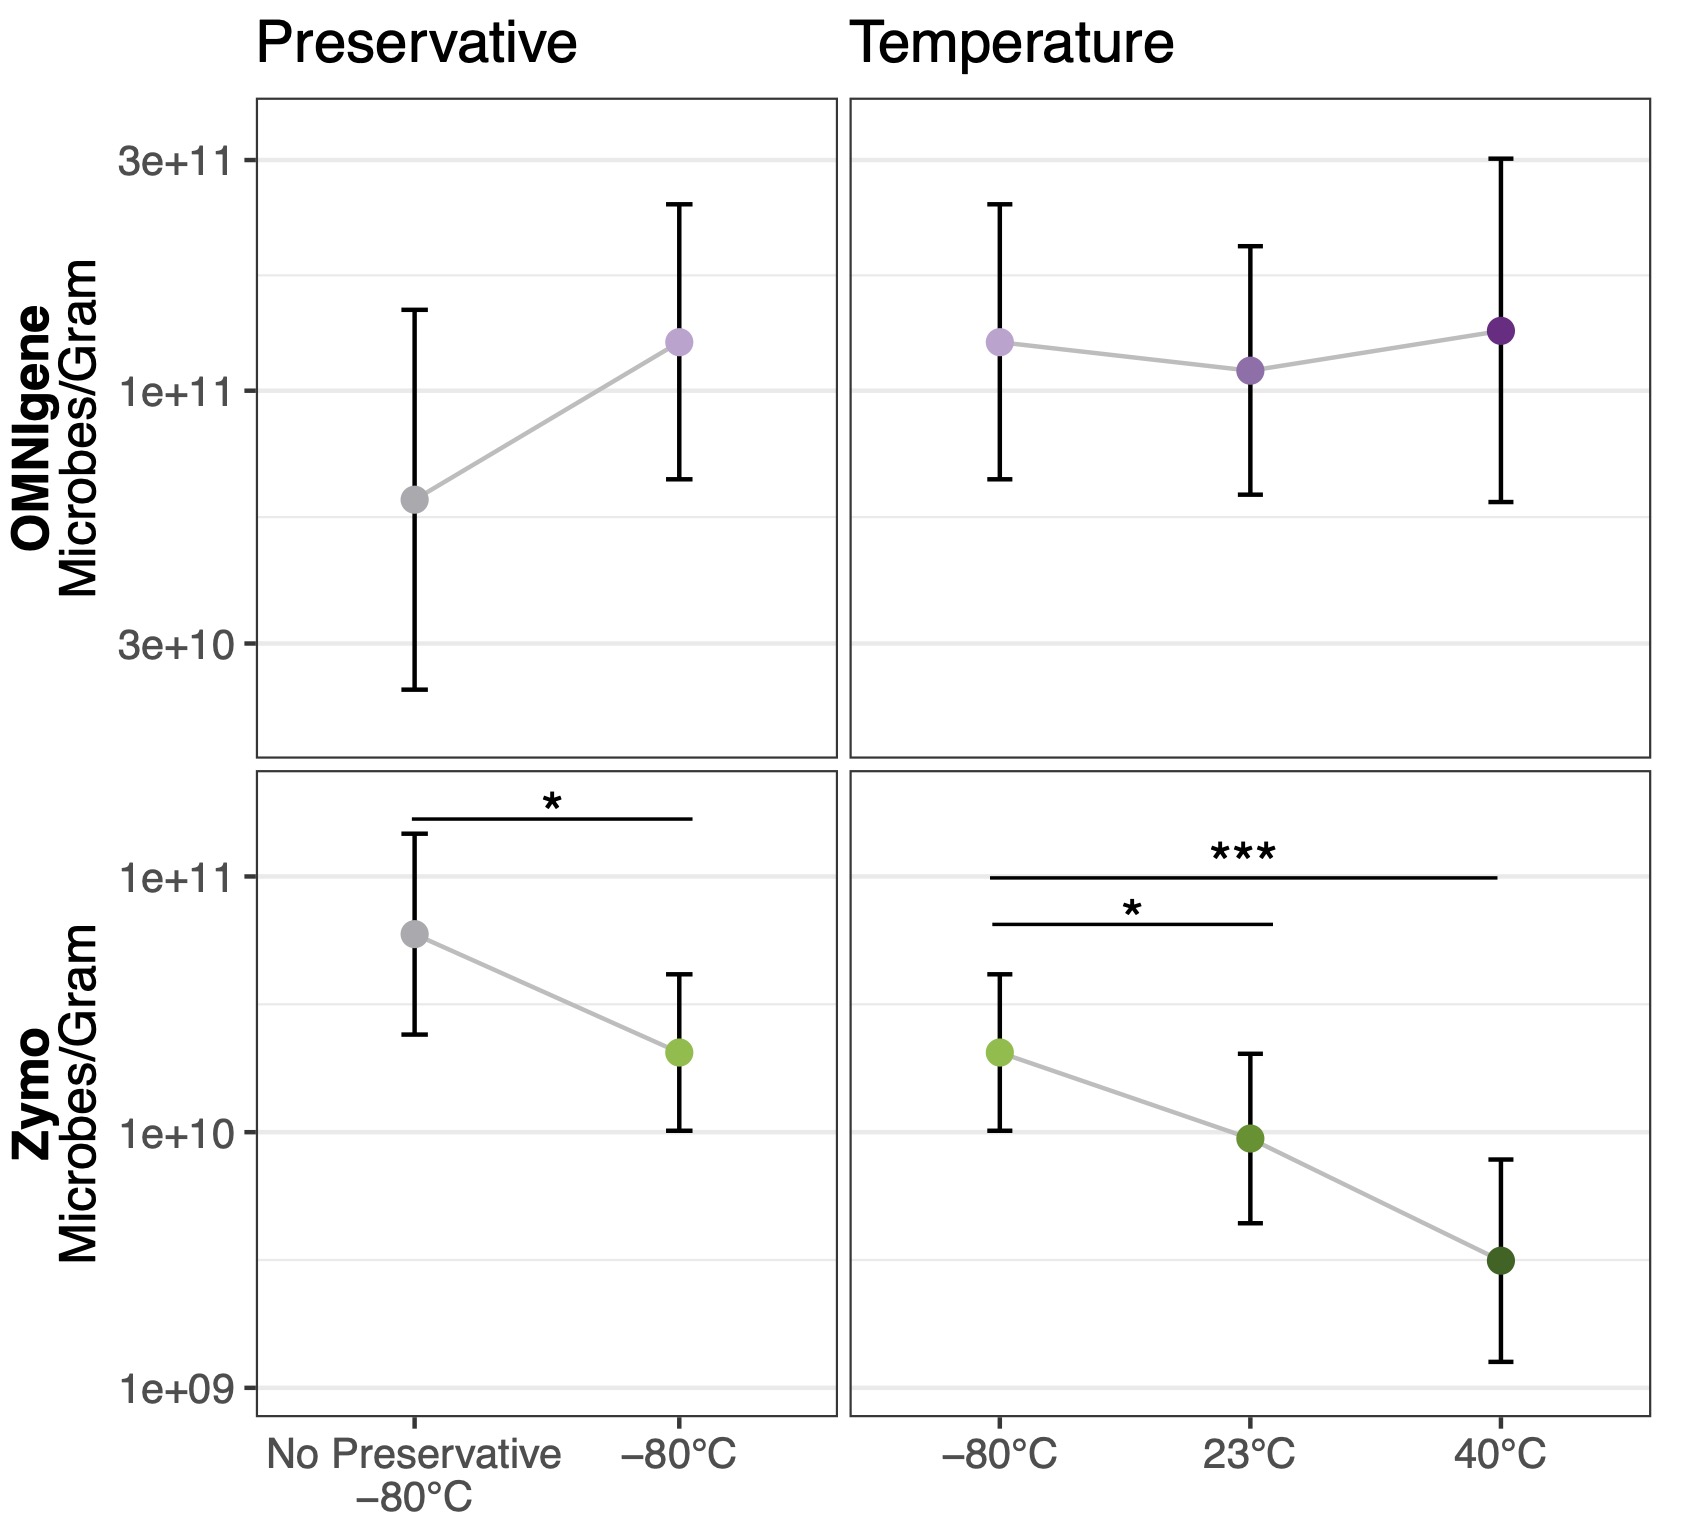 Preservative
Temperature
OMNIgene
Microbes/Gram
3e+11
1e+11
3e+10
Zymo
Microbes/Gram
1e+11
1e+10
1e+09
*
***
*
No Preservative
−80°C
−80°C
−80°C
23°C
40°C